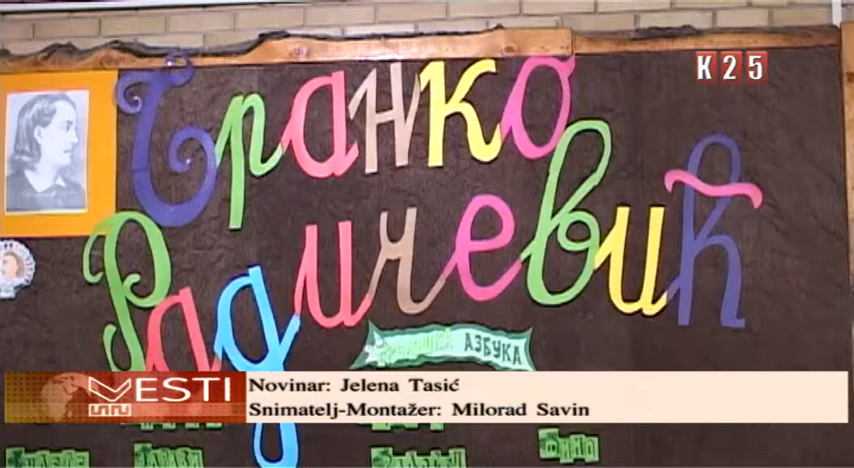 K25
Бранко
Радичевић
АЗБУКА
VESTI
Novinar: Jelena Tasić
Snimatelj-Montažer: Milorad Savin